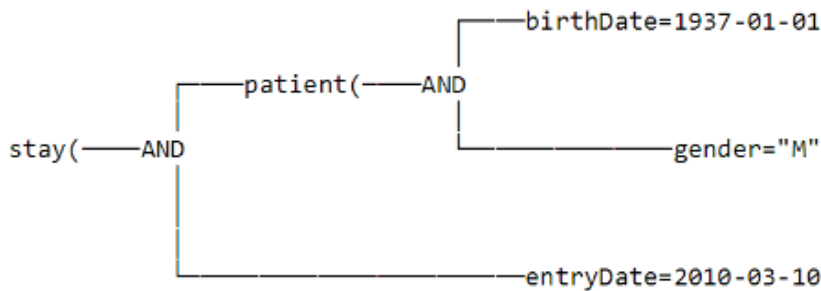 birthDate=1937-01-01
patient( AND
stay( AND gender="M"
entryDate=2010-03-10